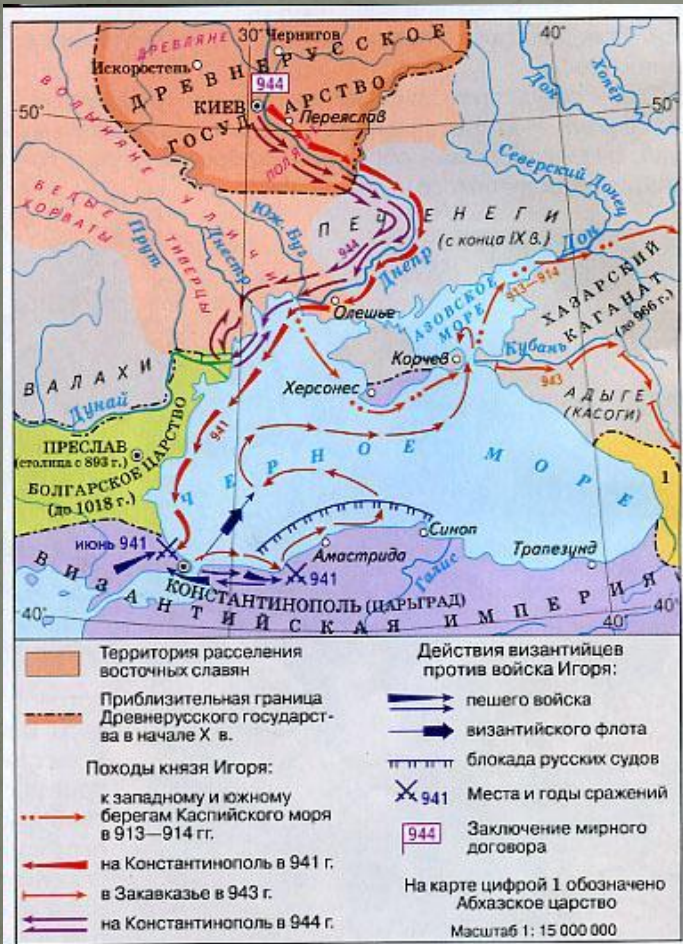 30°
40°
ДРЕВЛЯНЕ
Чернигов
Искоростень
944
ДРЕВНЕРУССКОЕ
ГОСУДАРСТВО
КИЕВ
Переяслав
50°
50°
Дон
Хопёр
ВОЛЫНЯНЕ
ПОЛЯНЕ
Северский Донец
БЕЛЫЕ
ХОРВАТЫ
УЛИЧИ
ТИВЕРЦЫ
Прут
Днестр
Юж. Буг
944
ПЕЧЕНЕГИ
(с конца IX в.)
Днепр
Дон
913—914
Олешье
АЗОВСКОЕ
МОРЕ
ХАЗАРСКИЙ
КАГАНАТ
(до 966 г.)
ВАЛАХИ
Дунай
Корчев
Кубань
943
Херсонес
АДЫГЕ
(КАСОГИ)
941
ПРЕСЛАВ
(столица с 893 г.)
БОЛГАРСКОЕ ЦАРСТВО
(до 1018 г.)
ЧЕРНОЕ МОРЕ
1
июнь 941
Синоп
Амастрида
Трапезунд
Галис
941
КОНСТАНТИНОПОЛЬ (ЦАРЬГРАД)
ВИЗАНТИЙСКАЯ ИМПЕРИЯ
40°
30°
40°
40°
Территория расселения
восточных славян
Приблизительная граница
Древнерусского государст-
ва в начале X в.
Походы князя Игоря:
к западному и южному
берегам Каспийского моря
в 913—914 гг.
на Константинополь в 941 г.
в Закавказье в 943 г.
на Константинополь в 944 г.
Действия византийцев
против войска Игоря:
пешего войска
византийского флота
блокада русских судов
941
Места и годы сражений
944
Заключение мирного
договора
На карте цифрой 1 обозначено
Абхазское царство
Масштаб 1: 15 000 000